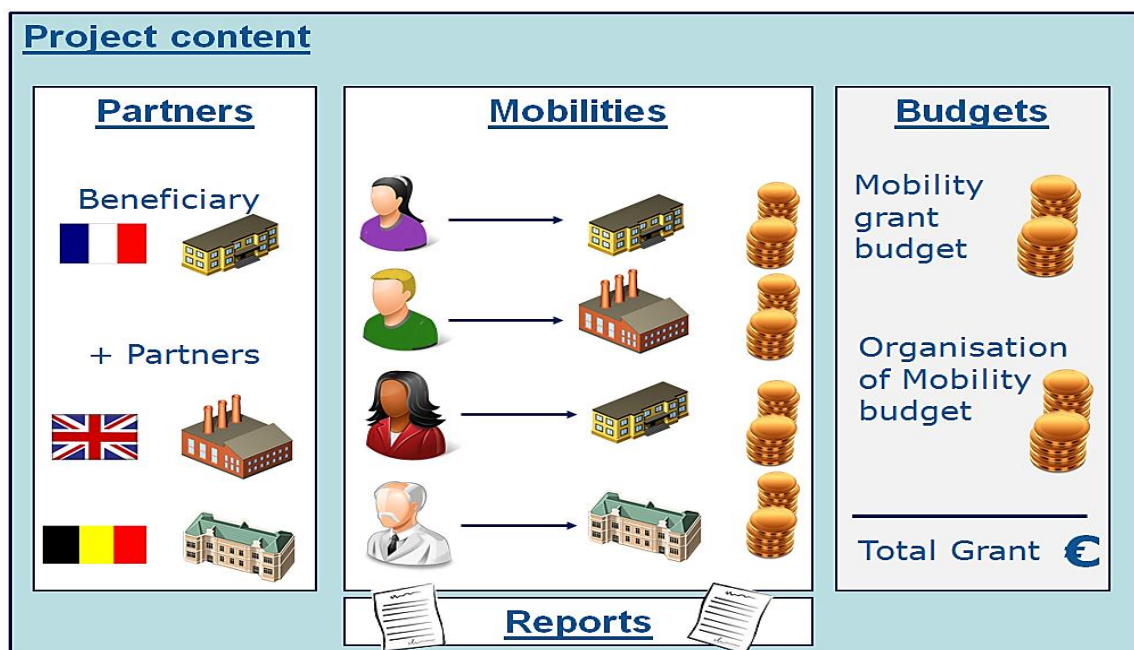 Project content
Partners
Beneficiary
+ Partners
Mobilities
Budgets
Mobility
grant
budget
Organisation
of Mobility
budget
Total Grant €
Reports